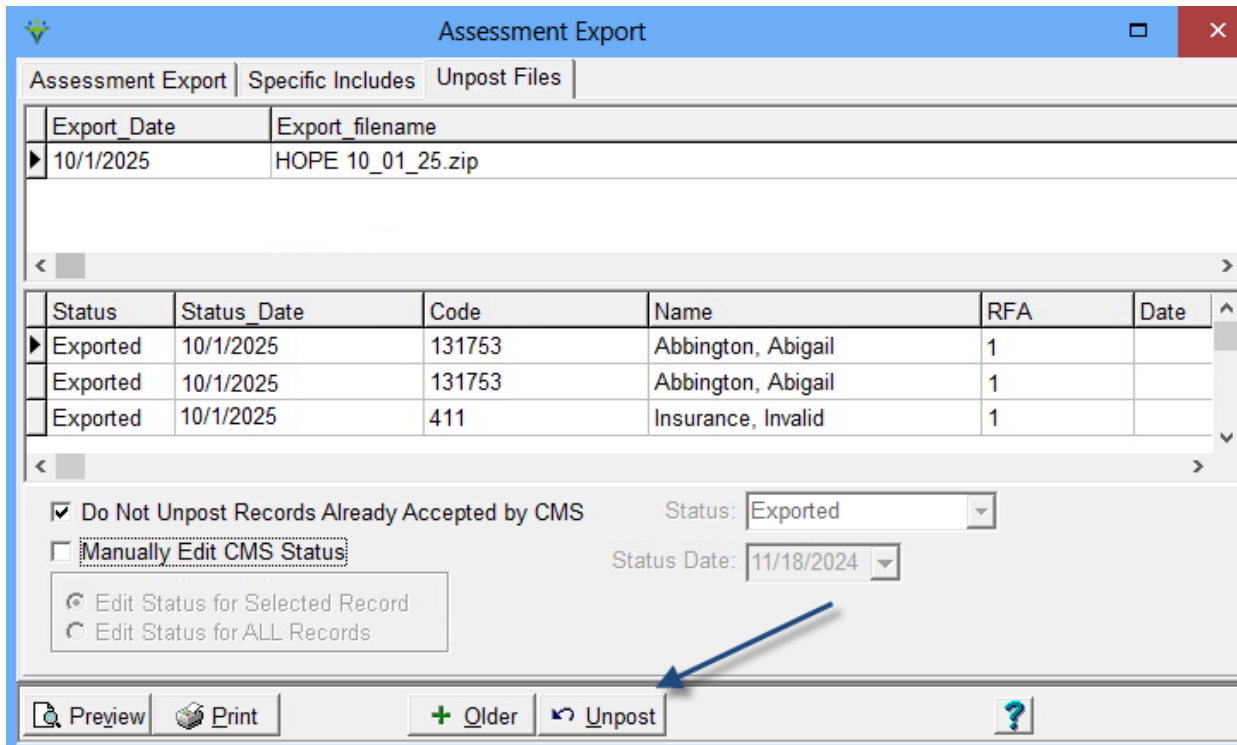 Assessment Export
Assessment Export Specific Includes Unpost Files
Export_Date Export_filename
10/1/2025 HOPE 10_01_25.zip
Status Status_Date Code Name RFA Date
Exported 10/1/2025 131753 Abbington, Abigail 1
Exported 10/1/2025 131753 Abbington, Abigail 1
Exported 10/1/2025 411 Insurance, Invalid 1
Do Not Unpost Records Already Accepted by CMS Status: Exported
Manually Edit CMS Status Status Date: 11/18/2024
Edit Status for Selected Record
Edit Status for ALL Records
Preview Print Older Unpost ?